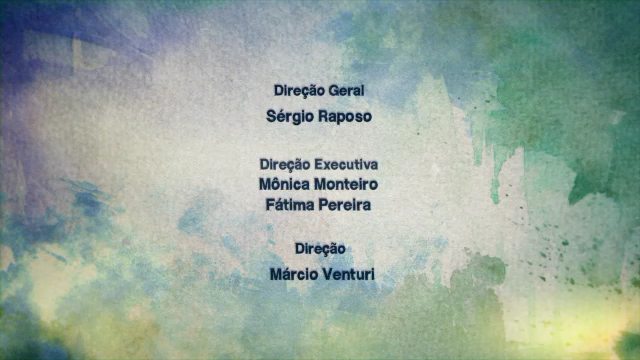 Direção Geral
Sérgio Raposo
Direção Executiva
Mônica Monteiro
Fátima Pereira
Direção
Márcio Venturi